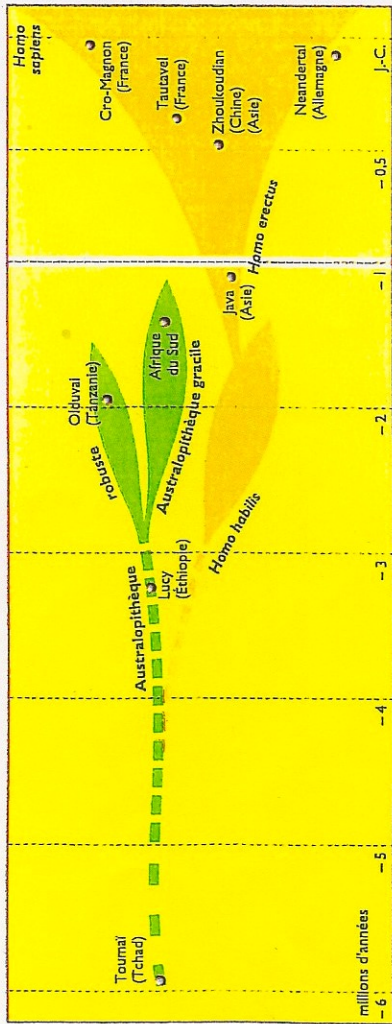 Toumaï
(Tchad)
Australopithèque
Lucy
(Éthiopie)
robuste
Olduvai
(Tanzanie)
Afrique
du Sud
Australopithèque gracile
Homo habilis
Java
(Asie)
Homo erectus
Homo
sapiens
Cro-Magnon
(France)
Tautavel
(France)
Zhoukoudian
(Chine)
(Asie)
Neandertal
(Allemagne)
millions d'années
– 6
– 5
– 4
– 3
– 2
– 1
– 0,5
J.-C.